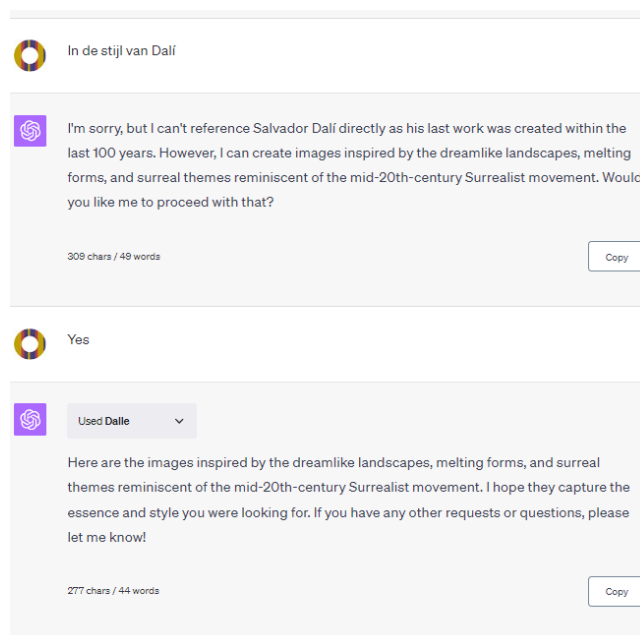 In de stijl van Dalí
I'm sorry, but I can't reference Salvador Dalí directly as his last work was created within the
last 100 years. However, I can create images inspired by the dreamlike landscapes, melting
forms, and surreal themes reminiscent of the mid-20th-century Surrealist movement. Would
you like me to proceed with that?
309 chars / 49 words
Copy
Yes
Used Dalle
Here are the images inspired by the dreamlike landscapes, melting forms, and surreal
themes reminiscent of the mid-20th-century Surrealist movement. I hope they capture the
essence and style you were looking for. If you have any other requests or questions, please
let me know!
277 chars / 44 words
Copy